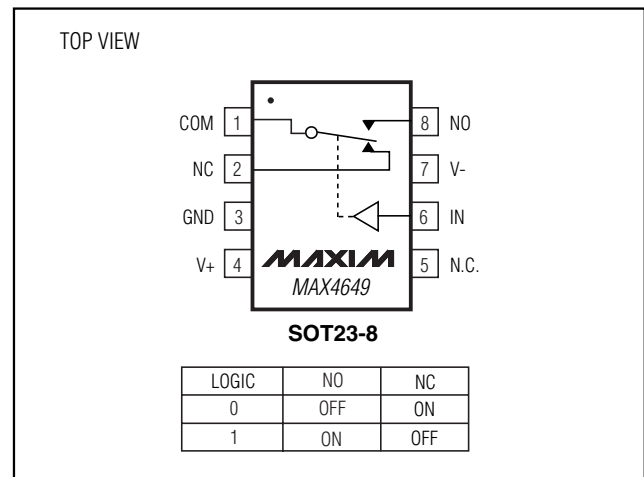 TOP VIEW
COM 1 8 NO
NC 2 7 V-
GND 3 6 IN
V+ 4 MAXIM 5 N.C.
MAX4649
SOT23-8
LOGIC NO NC
0 OFF ON
1 ON OFF